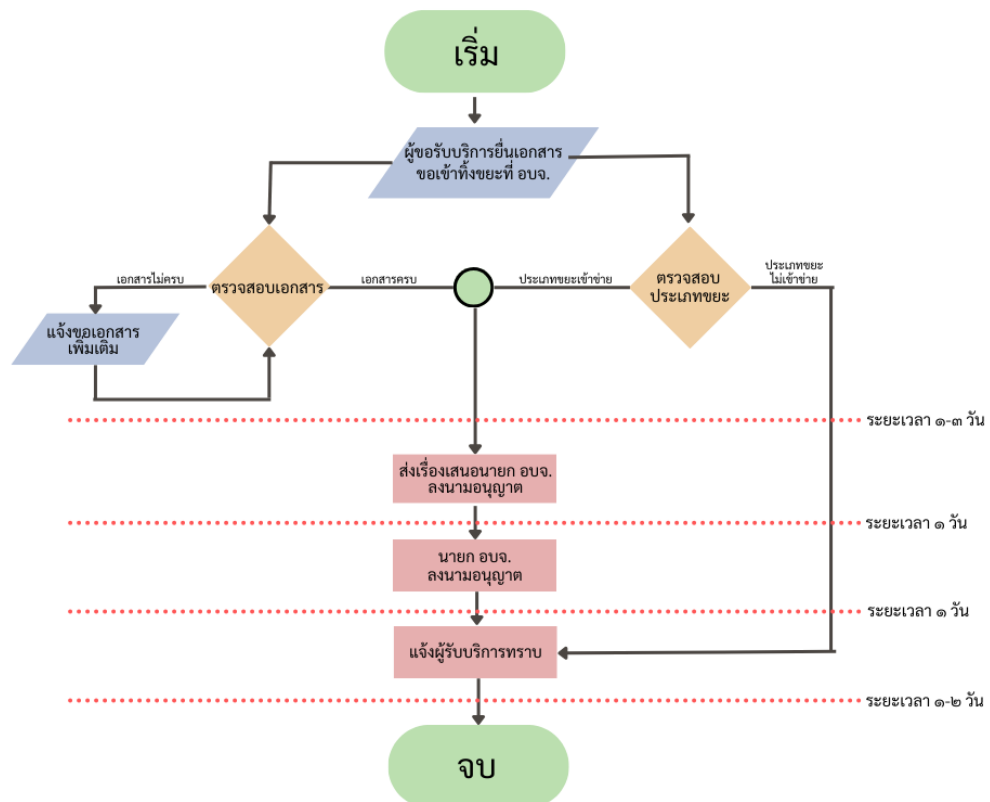 เริ่ม
ผู้ขอรับบริการยื่นเอกสาร
ขอเข้าทิ้งขยะที่ อบจ.
เอกสารไม่ครบ
ตรวจสอบเอกสาร
เอกสารครบ
ประเภทขยะเข้าข่าย
ตรวจสอบ
ประเภทขยะ
ประเภทขยะ
ไม่เข้าข่าย
แจ้งขอเอกสาร
เพิ่มเติม
ระยะเวลา ๑-๓ วัน
ส่งเรื่องเสนอนายก อบจ.
ลงนามอนุญาต
ระยะเวลา ๑ วัน
นายก อบจ.
ลงนามอนุญาต
ระยะเวลา ๑ วัน
แจ้งผู้รับบริการทราบ
ระยะเวลา ๑-๒ วัน
จบ